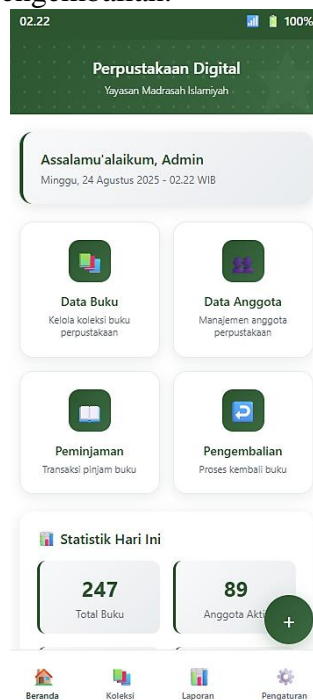 02.22 100%
Perpustakaan Digital
Yayasan Madrasah Islamiyah
Assalamu'alaikum, Admin
Minggu, 24 Agustus 2025 - 02.22 WIB
Data Buku
Kelola koleksi buku
perpustakaan
Data Anggota
Manajemen anggota
perpustakaan
Peminjaman
Transaksi pinjam buku
Pengembalian
Proses kembali buku
Statistik Hari Ini
247
Total Buku
89
Anggota Akti
+
Beranda Koleksi Laporan Pengaturan